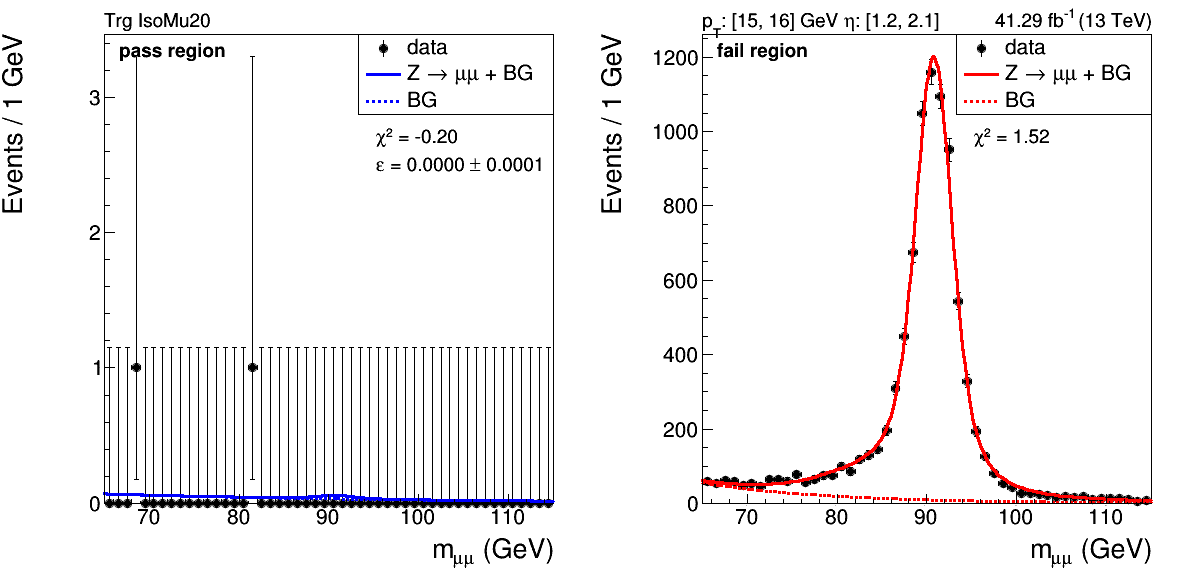 Trg IsoMu20
pass region
data
Z → μμ + BG
BG
χ² = -0.20
ε = 0.0000 ± 0.0001
Events / 1 GeV
3
2
1
0
70 80 90 100 110
mμμ (GeV)
pT: [15, 16] GeV η: [1.2, 2.1] 41.29 fb⁻¹ (13 TeV)
fail region
data
Z → μμ + BG
BG
χ² = 1.52
Events / 1 GeV
1200
1000
800
600
400
200
0
70 80 90 100 110
mμμ (GeV)